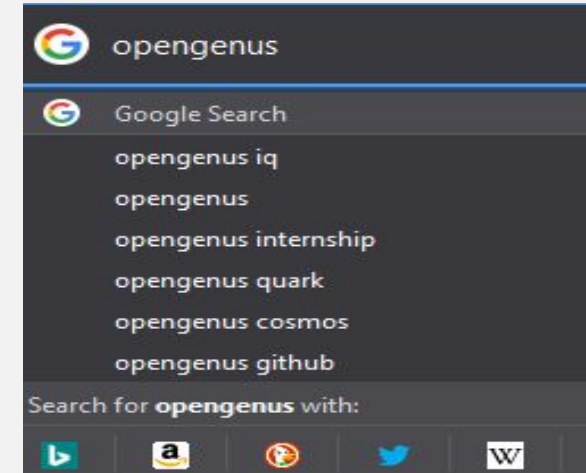 opengenus
Google Search
opengenus iq
opengenus
opengenus internship
opengenus quark
opengenus cosmos
opengenus github
Search for opengenus with: